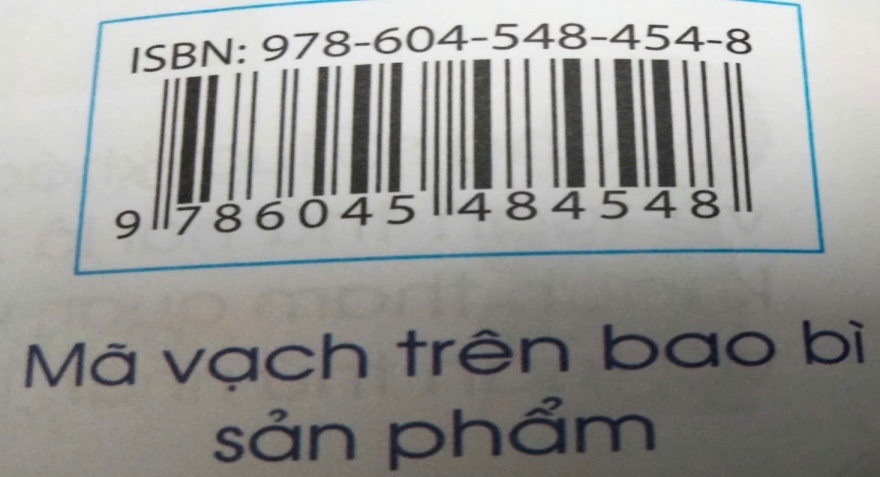 ISBN: 978-604-548-454-8
9 786045 484548
Mã vạch trên bao bì
sản phẩm